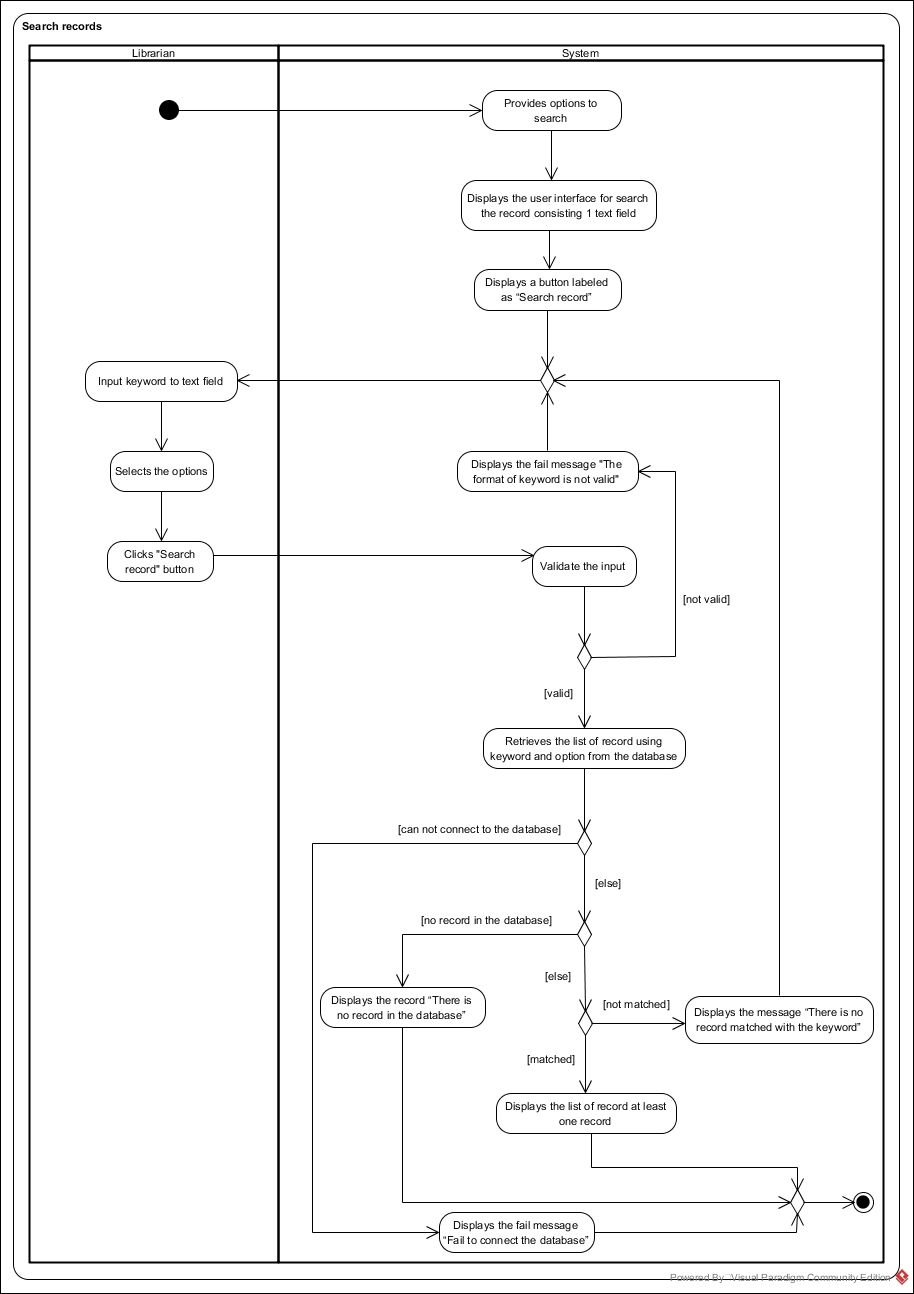 Search records
Librarian
System
Provides options to
search
Displays the user interface for search
the record consisting 1 text field
Displays a button labeled
as “Search record”
Input keyword to text field
Selects the options
Displays the fail message "The
format of keyword is not valid"
Clicks "Search
record" button
Validate the input
[not valid]
[valid]
Retrieves the list of record using
keyword and option from the database
[can not connect to the database]
[else]
[no record in the database]
[else]
[not matched]
Displays the record “There is
no record in the database”
Displays the message “There is no
record matched with the keyword”
[matched]
Displays the list of record at least
one record
Displays the fail message
“Fail to connect the database”
Powered By Visual Paradigm Community Edition